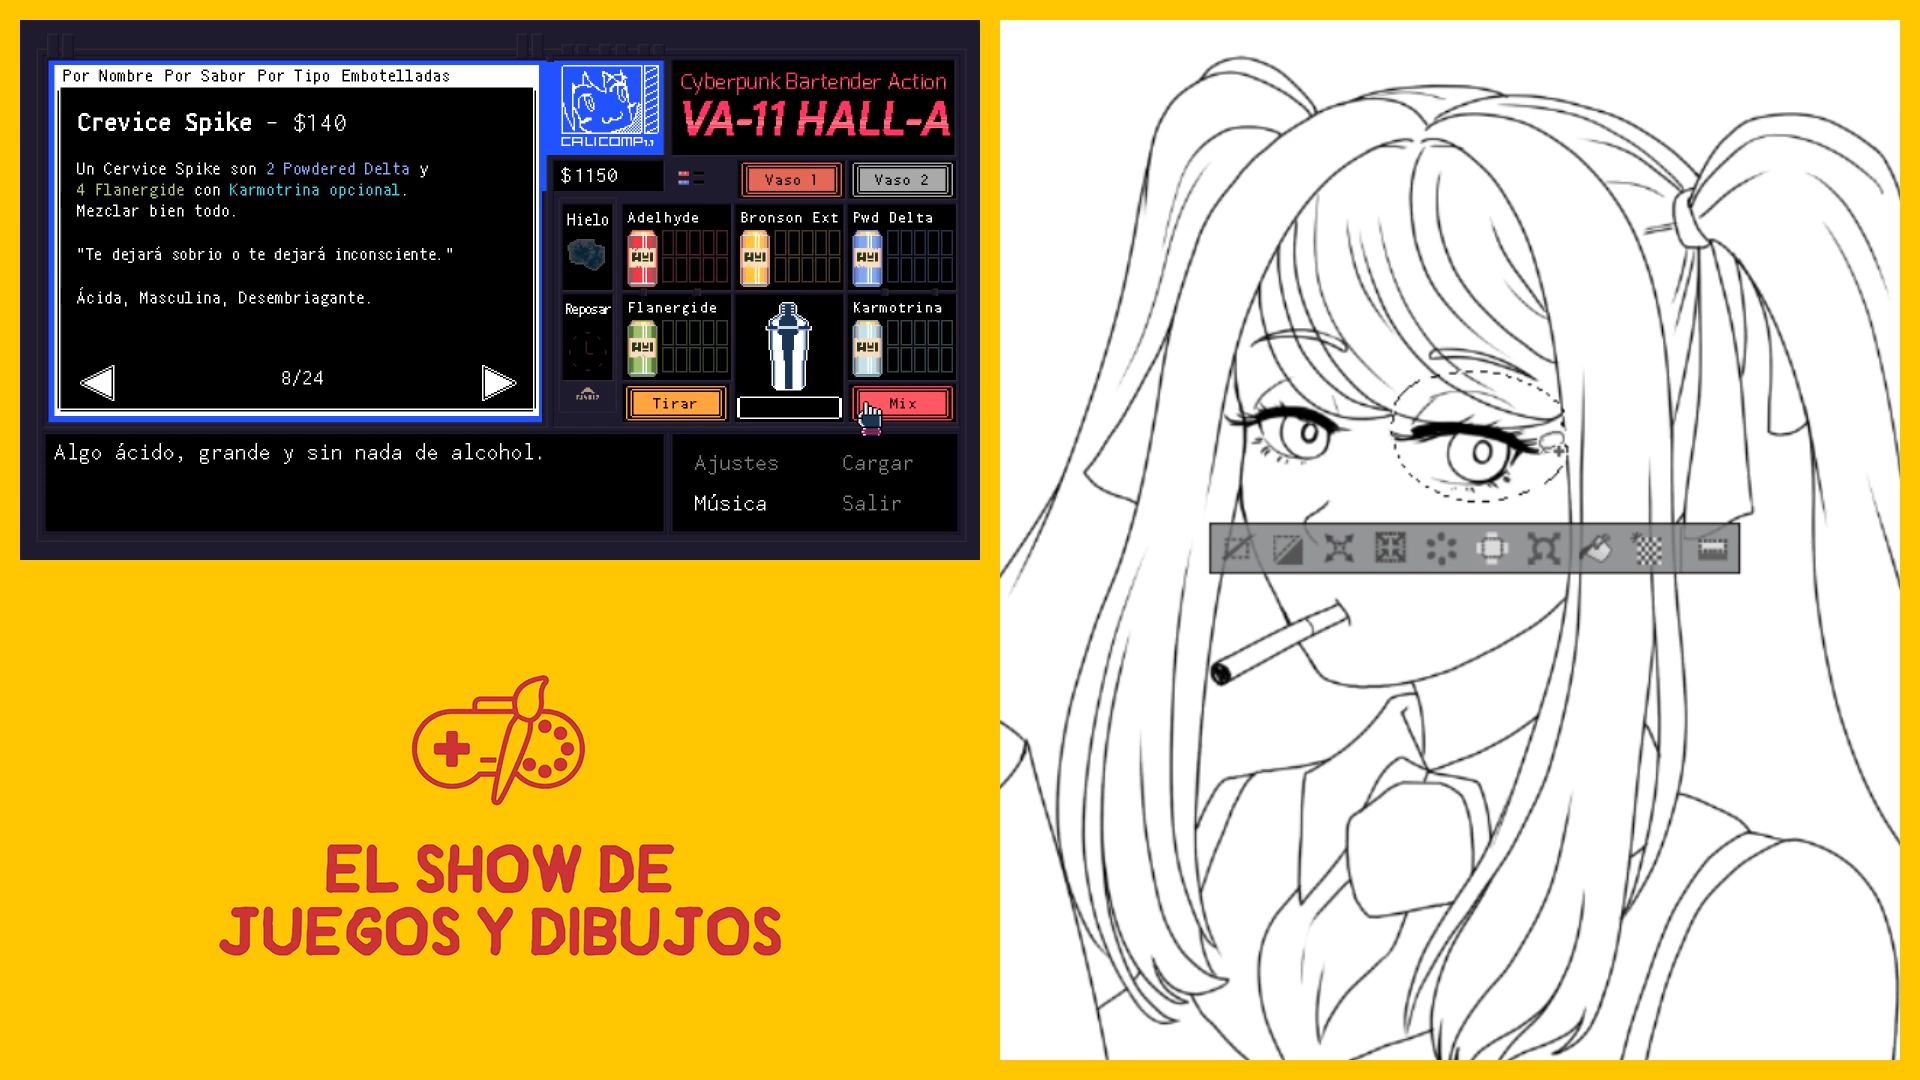 Por Nombre Por Sabor Por Tipo Embotelladas
Crevice Spike - $140
Un Cervice Spike son 2 Powdered Delta y
4 Flanergide con Karmotrina opcional.
Mezclar bien todo.
"Te dejará sobrio o te dejará inconsciente."
Ácida, Masculina, Desembriagante.
8/24
CALICOMP1.1
Cyberpunk Bartender Action
VA-11 HALL-A
$1150
Vaso 1
Vaso 2
Hielo
Adelhyde
Bronson Ext
Pwd Delta
Reposar
Flanergide
Karmotrina
Tirar
Mix
Algo ácido, grande y sin nada de alcohol.
Ajustes
Cargar
Música
Salir
EL SHOW DE
JUEGOS Y DIBUJOS